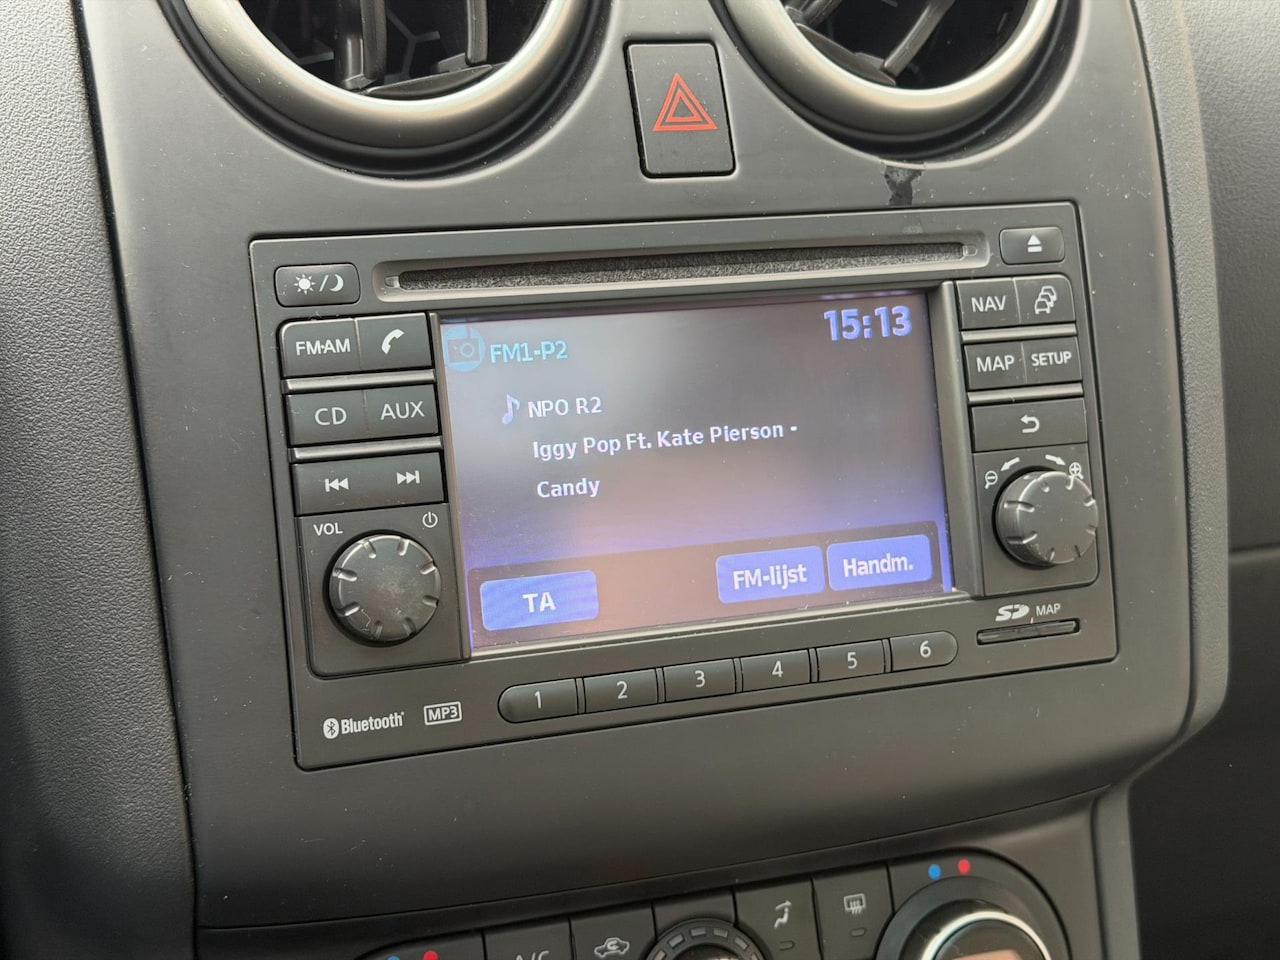 NAV
FM·AM
CD
AUX
MAP
SETUP
VOL
FM1-P2
15:13
NPO R2
Iggy Pop Ft. Kate Pierson -
Candy
TA
FM-lijst
Handm.
1
2
3
4
5
6
SD MAP
Bluetooth
MP3
A/C